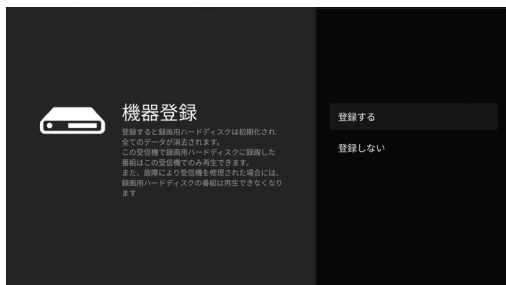 機器登録
登録すると録画用ハードディスクは初期化され
全てのデータが消去されます。
この受信機で録画用ハードディスクに録画した
番組はこの受信機でのみ再生できます。
また、故障により受信機を修理された場合には、
録画用ハードディスクの番組は再生できなくなり
ます
登録する
登録しない